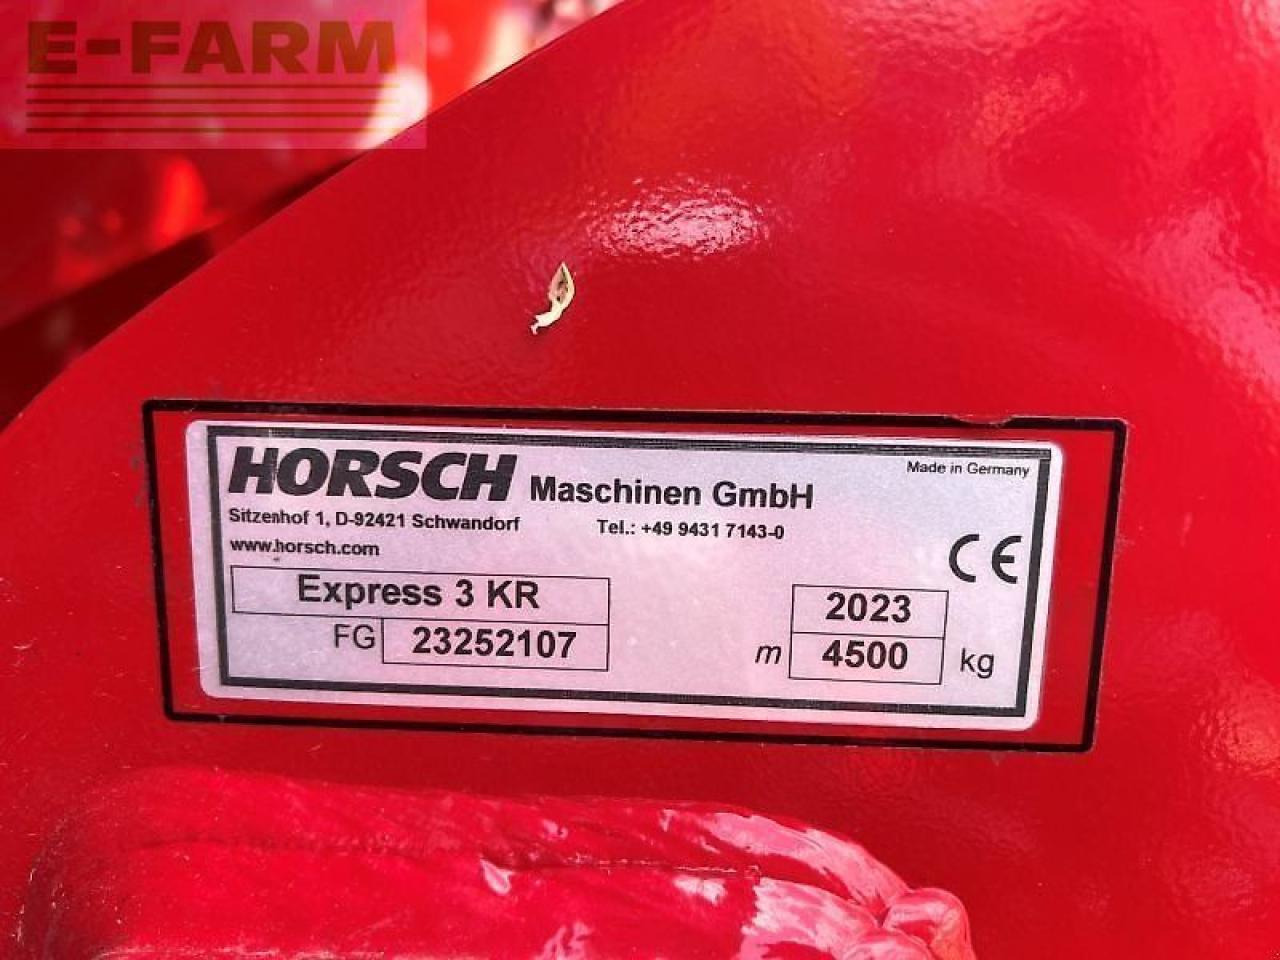 E-FARM
Made in Germany
HORSCH Maschinen GmbH
Sitzenhof 1, D-92421 Schwandorf Tel.: +49 9431 7143-0
www.horsch.com
CE
Express 3 KR 2023
FG 23252107 m 4500 kg